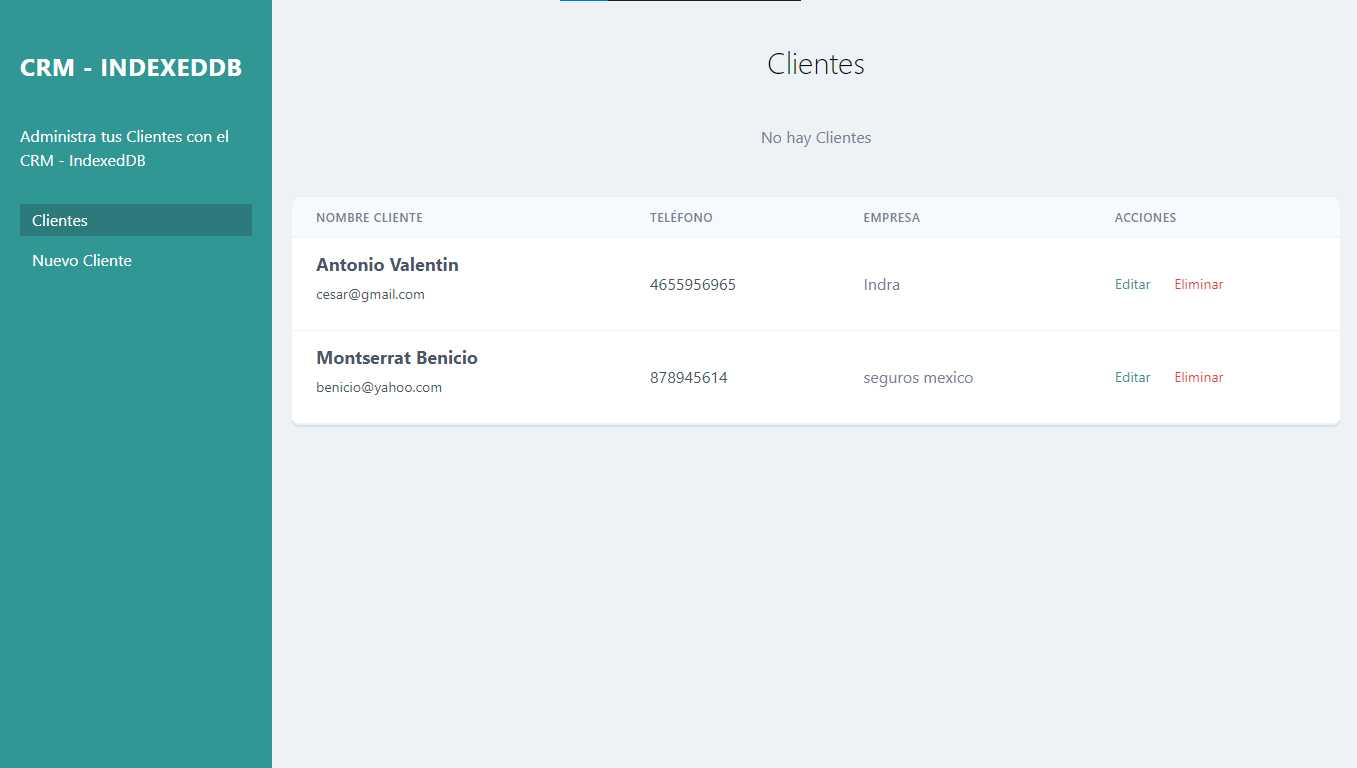 CRM - INDEXEDDB
Administra tus Clientes con el
CRM - IndexedDB
Clientes
Nuevo Cliente
Clientes
No hay Clientes
NOMBRE CLIENTE TELÉFONO EMPRESA ACCIONES
Antonio Valentin
cesar@gmail.com
4655956965 Indra Editar Eliminar
Montserrat Benicio
benicio@yahoo.com
878945614 seguros mexico Editar Eliminar